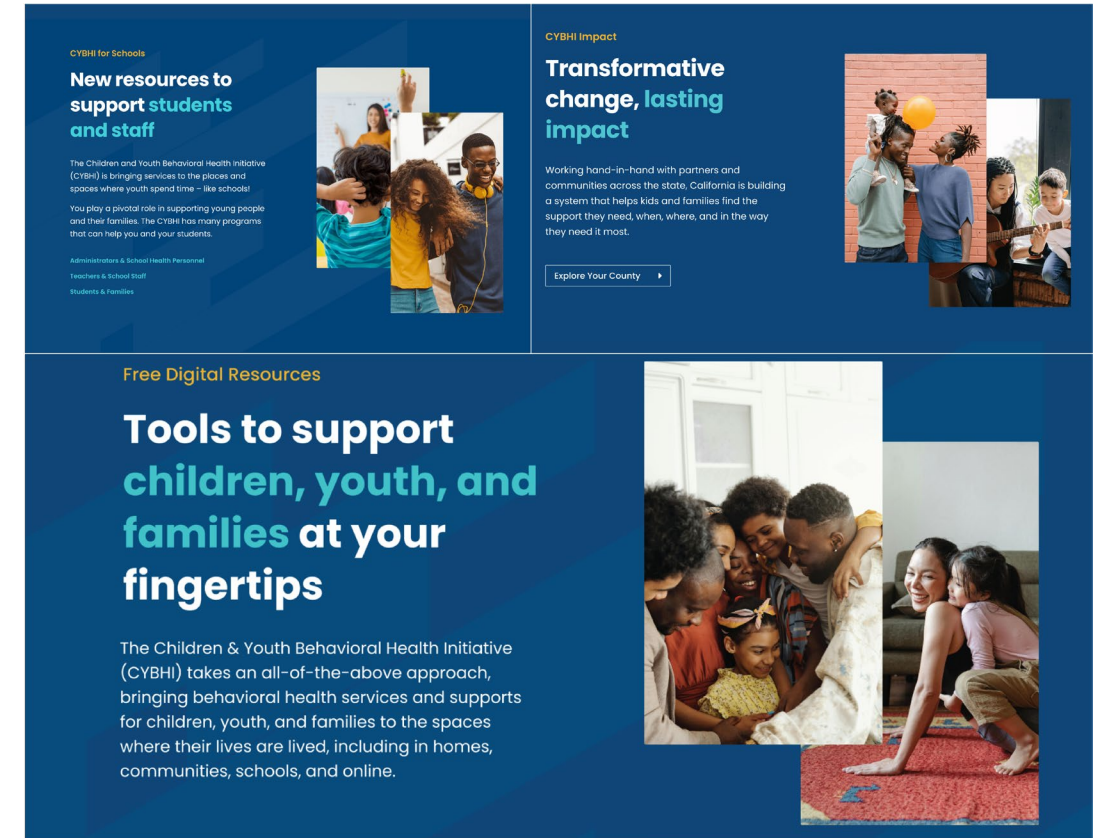 CYBHI for Schools
New resources to
support students
and staff
The Children and Youth Behavioral Health Initiative
(CYBHI) is bringing services to the places and
spaces where youth spend time – like schools!
You play a pivotal role in supporting young people
and their families. The CYBHI has many programs
that can help you and your students.
Administrators & School Health Personnel
Teachers & School Staff
Students & Families
CYBHI Impact
Transformative
change, lasting
impact
Working hand-in-hand with partners and
communities across the state, California is building
a system that helps kids and families find the
support they need, when, where, and in the way
they need it most.
Explore Your County
Free Digital Resources
Tools to support
children, youth, and
families at your
fingertips
The Children & Youth Behavioral Health Initiative
(CYBHI) takes an all-of-the-above approach,
bringing behavioral health services and supports
for children, youth, and families to the spaces
where their lives are lived, including in homes,
communities, schools, and online.